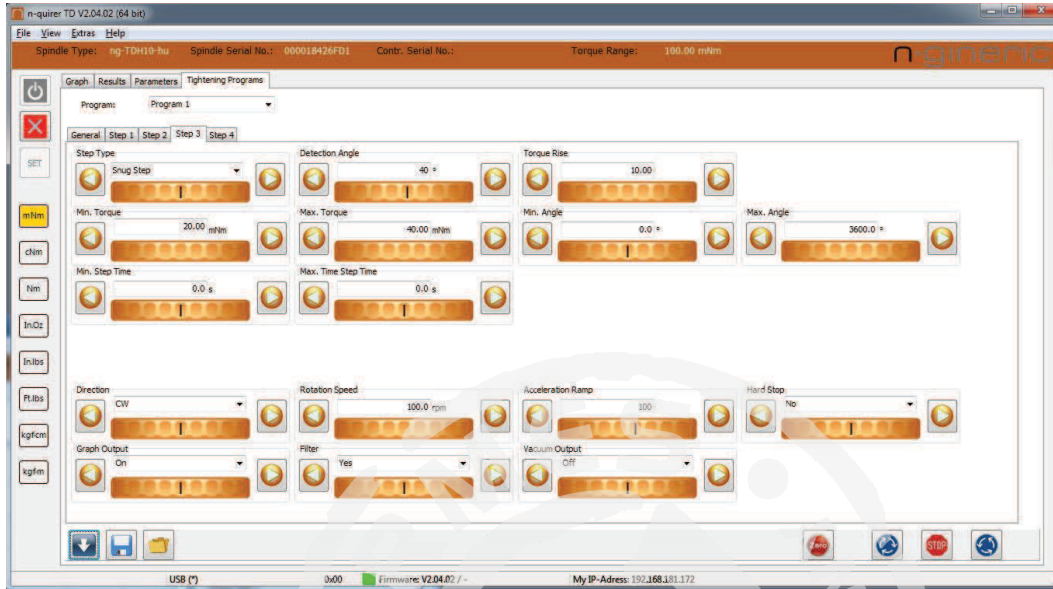 n-quirer TD V2.04.02 (64 bit)
File View Extras Help
Spindle Type: ng-TDH10-hu Spindle Serial No.: 000018426FD1 Contr. Serial No.: Torque Range: 100.00 mNm
n-gineric
Graph Results Parameters Tightening Programs
Program: Program 1
General Step 1 Step 2 Step 3 Step 4
SET
Step Type Detection Angle Torque Rise
Snug Step 40 ° 10.00
mNm
Min. Torque Max. Torque Min. Angle Max. Angle
20.00 mNm 40.00 mNm 0.0 ° 3600.0 °
cNm
Min. Step Time Max. Time Step Time
Nm
0.0 s 0.0 s
In.Oz
In.lbs
Ft.lbs
Direction Rotation Speed Acceleration Ramp Hard Stop
CW 100.0 rpm 100 No
kgfcm
Graph Output Filter Vacuum Output
On Yes Off
kgfm
Zero STOP
USB (*) 0x00 Firmware: V2.04.02 / - My IP-Adress: 192.168.181.172